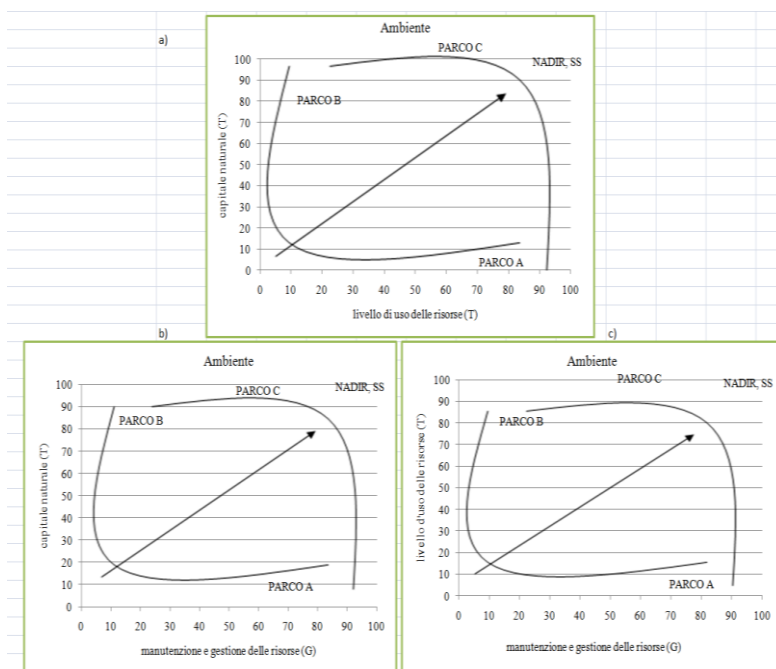 a)
Ambiente
PARCO C
NADIR, SS
PARCO B
PARCO A
capitale naturale (T)
100
90
80
70
60
50
40
30
20
10
0
0 10 20 30 40 50 60 70 80 90 100
livello di uso delle risorse (T)
b)
Ambiente
PARCO C
NADIR, SS
PARCO B
PARCO A
capitale naturale (T)
100
90
80
70
60
50
40
30
20
10
0
0 10 20 30 40 50 60 70 80 90 100
manutenzione e gestione delle risorse (G)
c)
Ambiente
PARCO C
NADIR, SS
PARCO B
PARCO A
livello d'uso delle risorse (T)
100
90
80
70
60
50
40
30
20
10
0
0 10 20 30 40 50 60 70 80 90 100
manutenzione e gestione delle risorse (G)